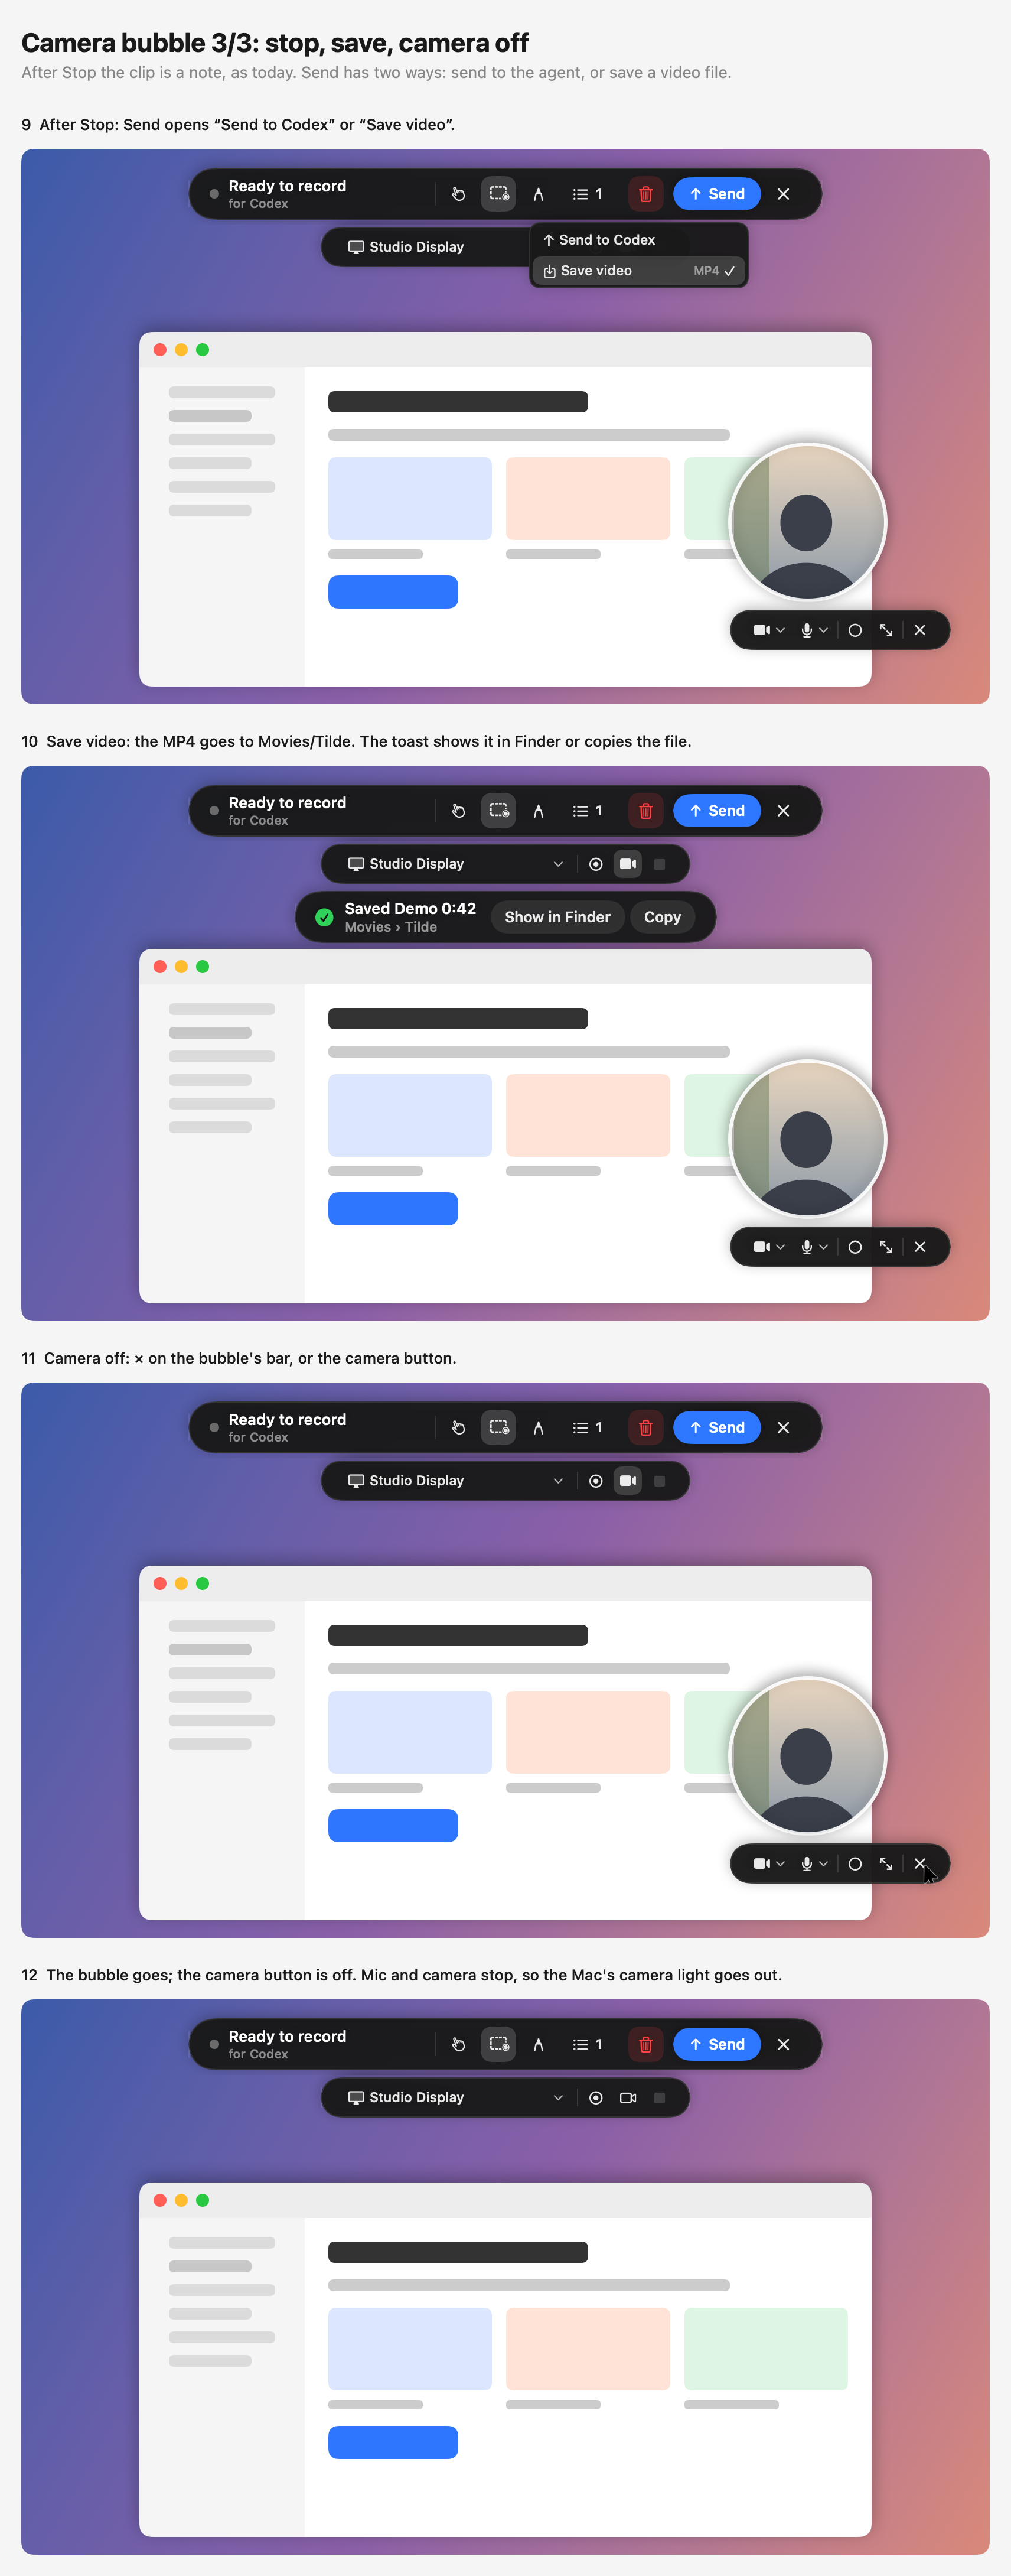 Camera bubble 3/3: stop, save, camera off
After Stop the clip is a note, as today. Send has two ways: send to the agent, or save a video file.
9 After Stop: Send opens “Send to Codex” or “Save video”.
Ready to record
for Codex
1
Send
Studio Display
Send to Codex
Save video
MP4
10 Save video: the MP4 goes to Movies/Tilde. The toast shows it in Finder or copies the file.
Ready to record
for Codex
1
Send
Studio Display
Saved Demo 0:42
Movies › Tilde
Show in Finder
Copy
11 Camera off: × on the bubble's bar, or the camera button.
Ready to record
for Codex
1
Send
Studio Display
12 The bubble goes; the camera button is off. Mic and camera stop, so the Mac's camera light goes out.
Ready to record
for Codex
1
Send
Studio Display